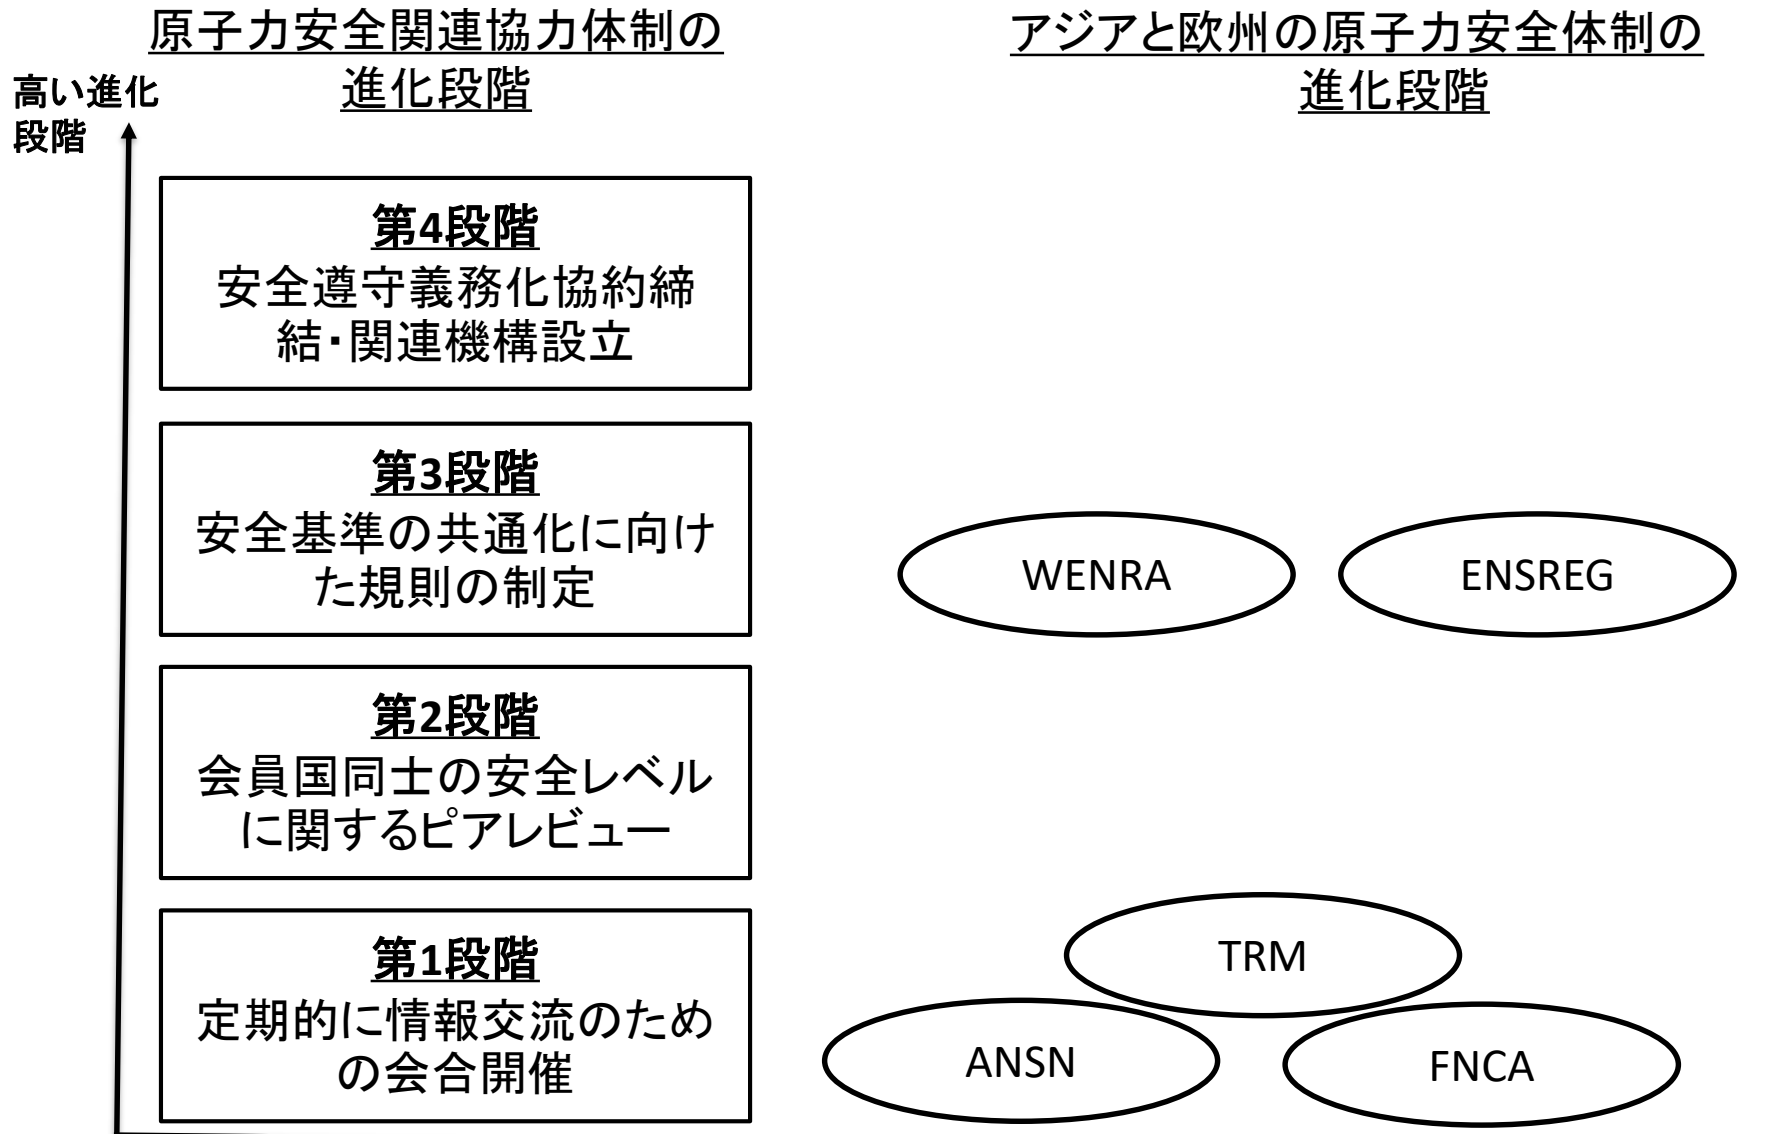 原子力安全関連協力体制の
進化段階
アジアと欧州の原子力安全体制の
進化段階
高い進化
段階
第4段階
安全遵守義務化協約締
結・関連機構設立
第3段階
安全基準の共通化に向け
た規則の制定
WENRA
ENSREG
第2段階
会員国同士の安全レベル
に関するピアレビュー
第1段階
定期的に情報交流のため
の会合開催
TRM
ANSN
FNCA